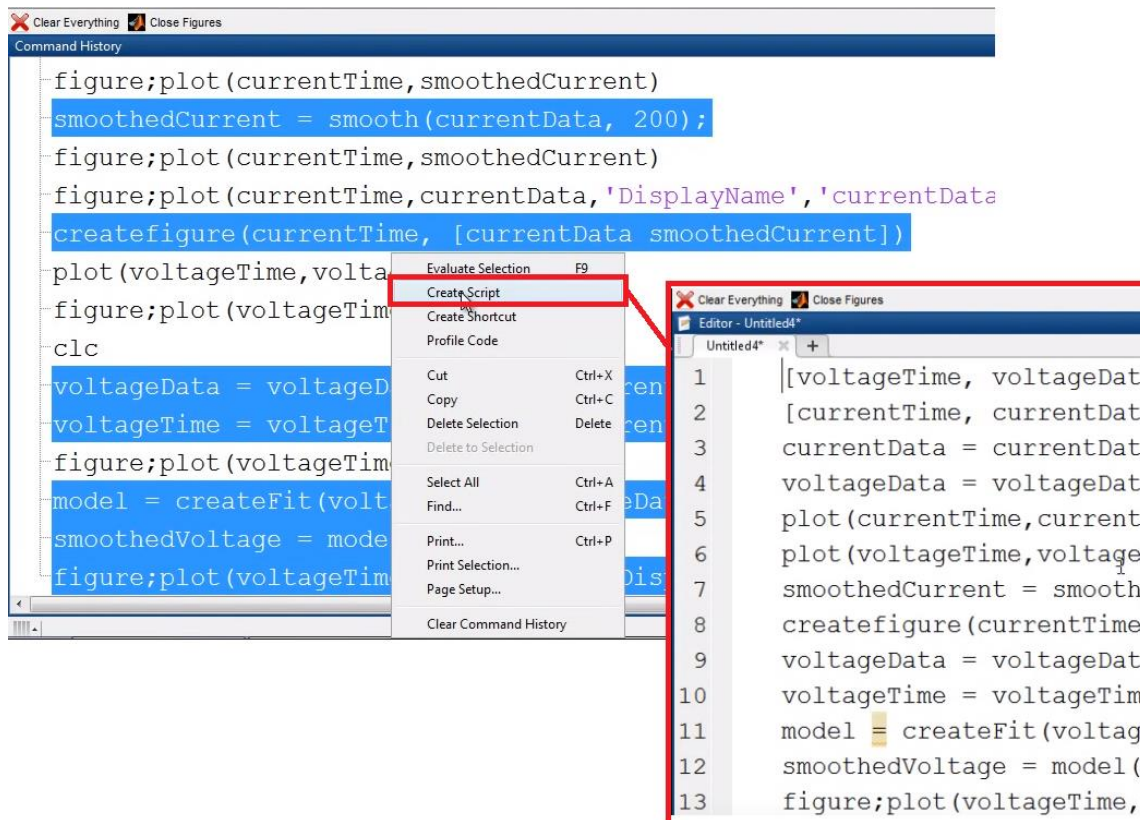 Clear Everything Close Figures
Command History
figure;plot(currentTime,smoothedCurrent)
smoothedCurrent = smooth(currentData, 200);
figure;plot(currentTime,smoothedCurrent)
figure;plot(currentTime,currentData,'DisplayName','currentData
createfigure(currentTime, [currentData smoothedCurrent])
plot(voltageTime,volta
figure;plot(voltageTim
clc
voltageData = voltageD
voltageTime = voltageT
figure;plot(voltageTim
model = createFit(volt
smoothedVoltage = mode
figure;plot(voltageTim
Evaluate Selection F9
Create Script
Create Shortcut
Profile Code
Cut Ctrl+X
Copy Ctrl+C
Delete Selection Delete
Delete to Selection
Select All Ctrl+A
Find... Ctrl+F
Print... Ctrl+P
Print Selection...
Page Setup...
Clear Command History
Clear Everything Close Figures
Editor - Untitled4*
Untitled4* +
1 [voltageTime, voltageDat
2 [currentTime, currentDat
3 currentData = currentDat
4 voltageData = voltageDat
5 plot(currentTime,current
6 plot(voltageTime,voltage
7 smoothedCurrent = smooth
8 createfigure(currentTime
9 voltageData = voltageDat
10 voltageTime = voltageTim
11 model = createFit(voltag
12 smoothedVoltage = model(
13 figure;plot(voltageTime,